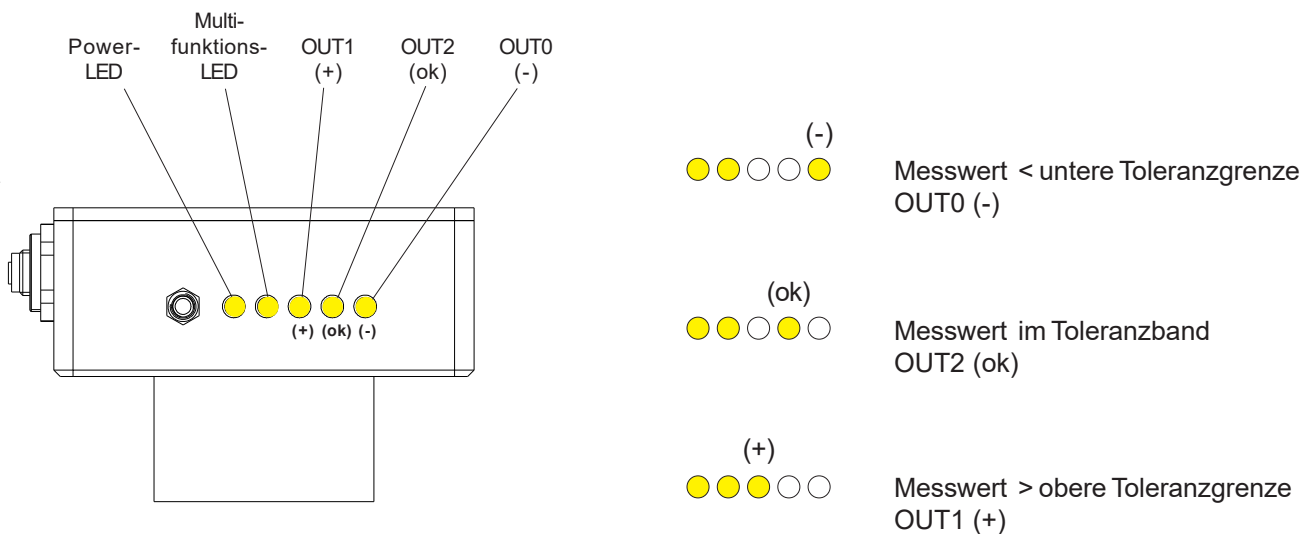 Power-
LED
Multi-
funktions-
LED
OUT1
(+)
OUT2
(ok)
OUT0
(-)
(+) (ok) (-)
(-)
Messwert < untere Toleranzgrenze
OUT0 (-)
(ok)
Messwert im Toleranzband
OUT2 (ok)
(+)
Messwert > obere Toleranzgrenze
OUT1 (+)